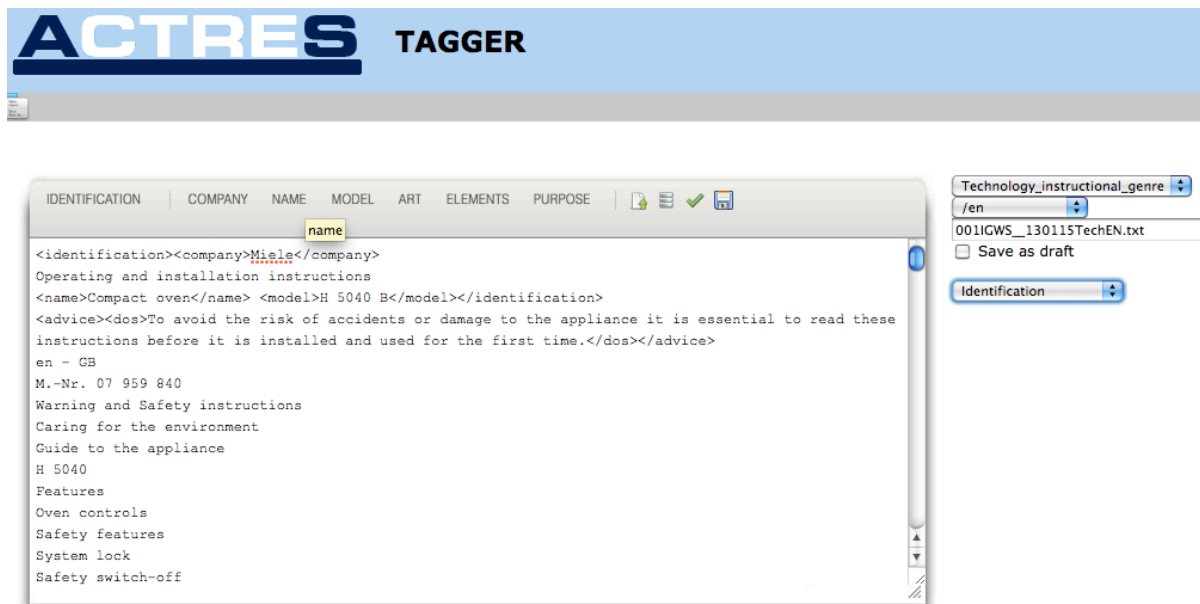 ACTRES TAGGER
IDENTIFICATION COMPANY NAME MODEL ART ELEMENTS PURPOSE
name
<identification><company>Miele</company>
Operating and installation instructions
<name>Compact oven</name> <model>H 5040 B</model></identification>
<advice><dos>To avoid the risk of accidents or damage to the appliance it is essential to read these
instructions before it is installed and used for the first time.</dos></advice>
en - GB
M.-Nr. 07 959 840
Warning and Safety instructions
Caring for the environment
Guide to the appliance
H 5040
Features
Oven controls
Safety features
System lock
Safety switch-off
Technology_instructional_genre
/en
001IGWS__130115TechEN.txt
Save as draft
Identification